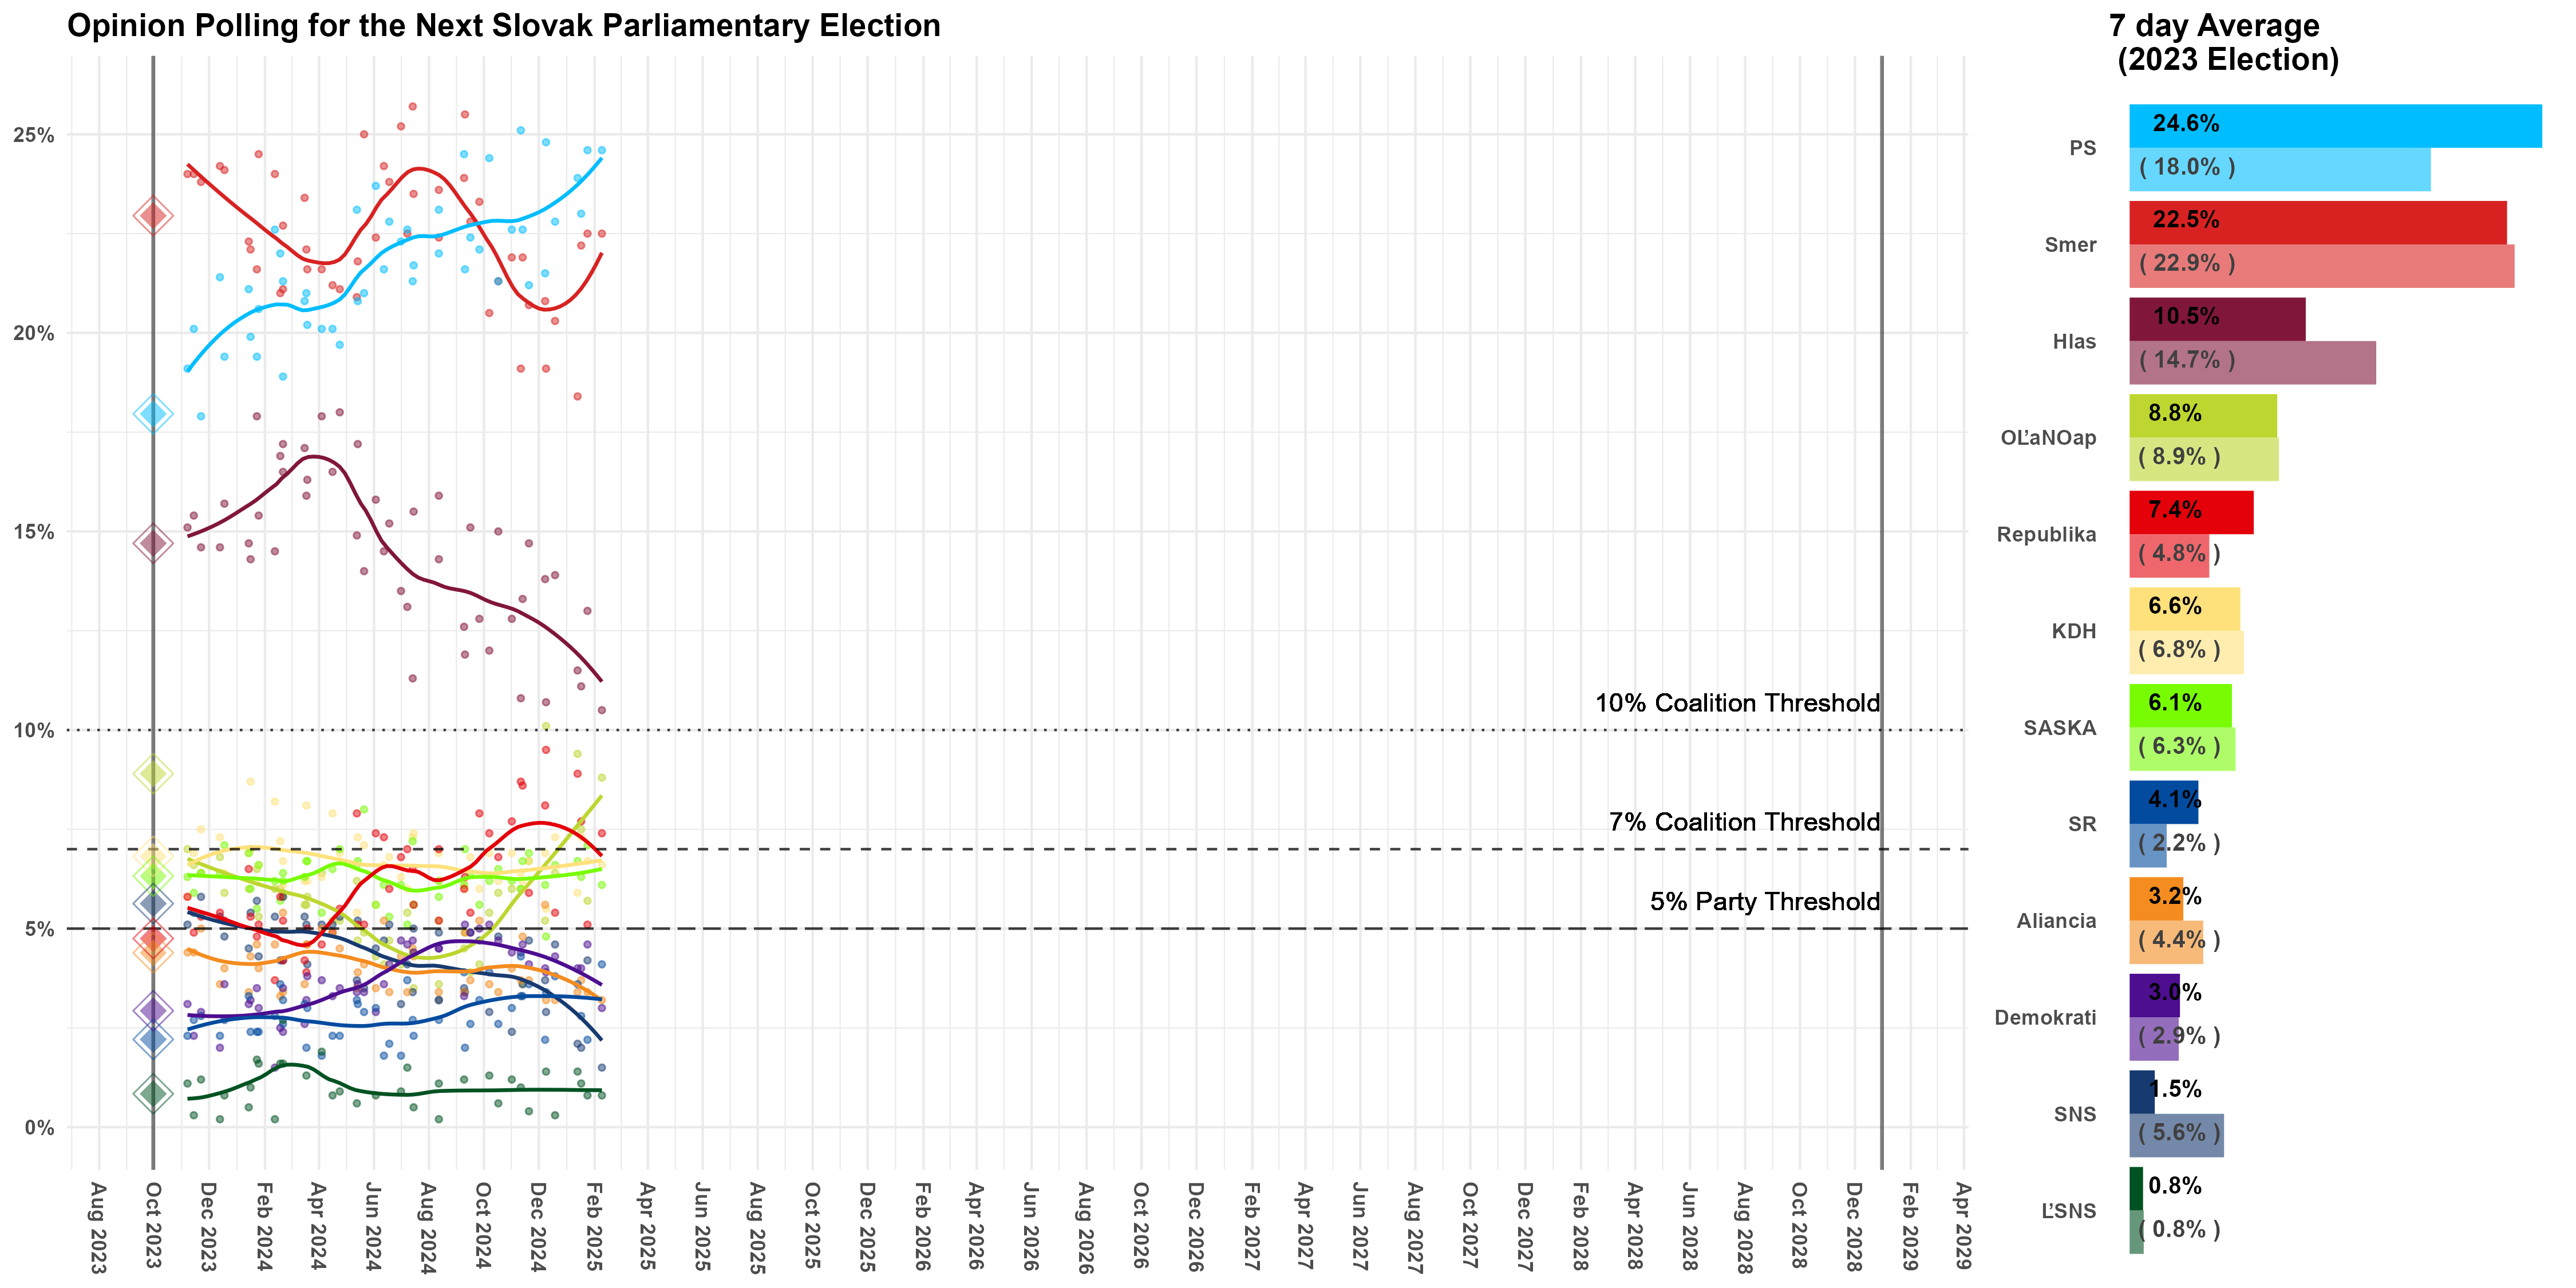 Opinion Polling for the Next Slovak Parliamentary Election
7 day Average
(2023 Election)
25%
20%
15%
10%
5%
0%
10% Coalition Threshold
7% Coalition Threshold
5% Party Threshold
Aug 2023
Oct 2023
Dec 2023
Feb 2024
Apr 2024
Jun 2024
Aug 2024
Oct 2024
Dec 2024
Feb 2025
Apr 2025
Jun 2025
Aug 2025
Oct 2025
Dec 2025
Feb 2026
Apr 2026
Jun 2026
Aug 2026
Oct 2026
Dec 2026
Feb 2027
Apr 2027
Jun 2027
Aug 2027
Oct 2027
Dec 2027
Feb 2028
Apr 2028
Jun 2028
Aug 2028
Oct 2028
Dec 2028
Feb 2029
Apr 2029
PS
24.6%
( 18.0% )
Smer
22.5%
( 22.9% )
Hlas
10.5%
( 14.7% )
OĽaNOap
8.8%
( 8.9% )
Republika
7.4%
( 4.8% )
KDH
6.6%
( 6.8% )
SASKA
6.1%
( 6.3% )
SR
4.1%
( 2.2% )
Aliancia
3.2%
( 4.4% )
Demokrati
3.0%
( 2.9% )
SNS
1.5%
( 5.6% )
ĽSNS
0.8%
( 0.8% )